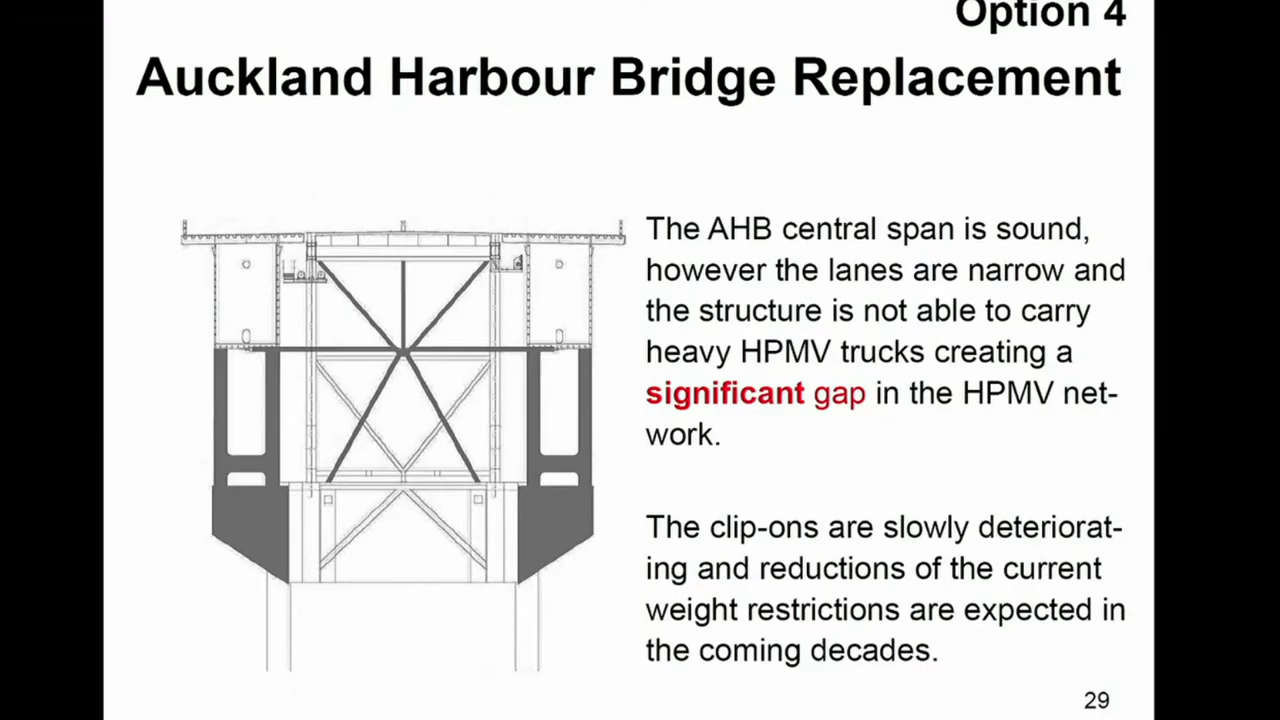 Option 4
Auckland Harbour Bridge Replacement
The AHB central span is sound,
however the lanes are narrow and
the structure is not able to carry
heavy HPMV trucks creating a
significant gap in the HPMV net-
work.
The clip-ons are slowly deteriorat-
ing and reductions of the current
weight restrictions are expected in
the coming decades.
29